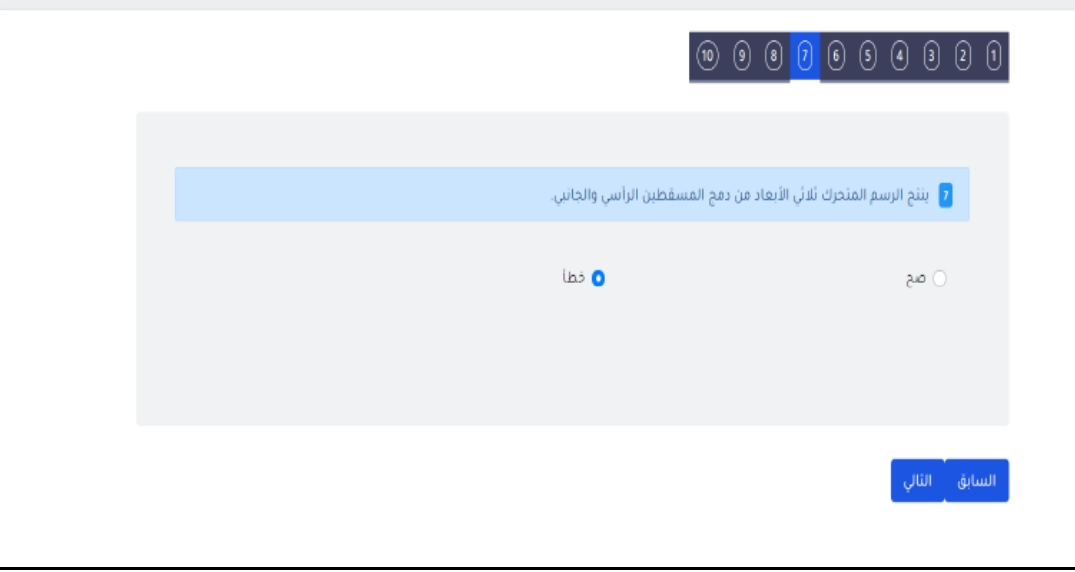 1 2 3 4 5 6 7 8 9 10
7 ينتج الرسم المتحرك ثلاثي الأبعاد من دمج المسقطين الرأسي والجانبي.
صح
خطأ
السابق التالي